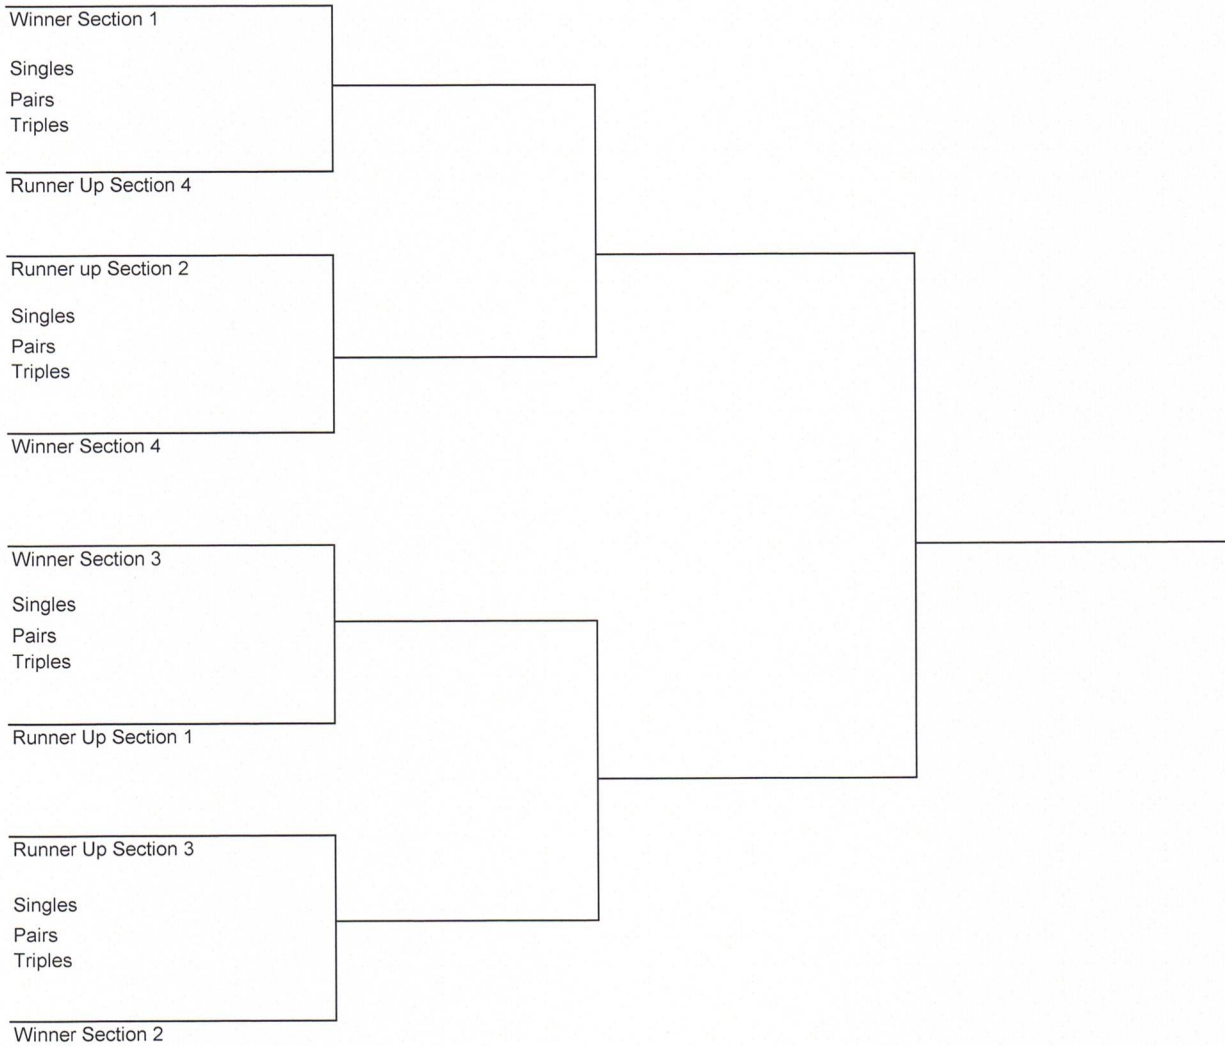 Winner Section 1
Singles
Pairs
Triples
Runner Up Section 4
Runner up Section 2
Singles
Pairs
Triples
Winner Section 4
Winner Section 3
Singles
Pairs
Triples
Runner Up Section 1
Runner Up Section 3
Singles
Pairs
Triples
Winner Section 2